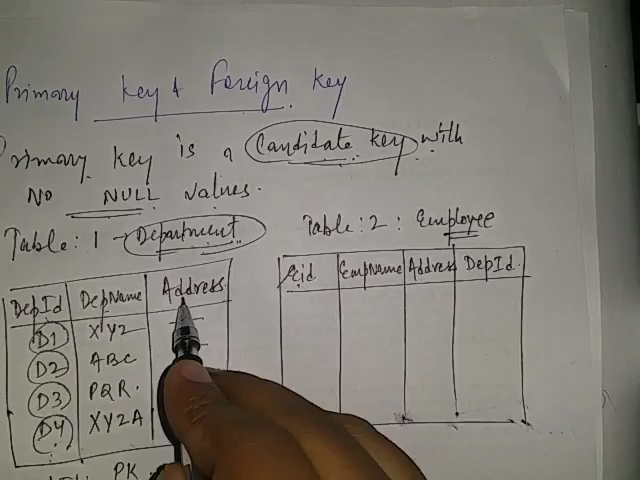 Primary Key & Foreign Key
Primary Key is a Candidate Key with
No NULL values.
Table: 1 → Department
Table: 2 : Employee
DepId DepName Address
D1 XYZ
D2 ABC
D3 PQR.
D4 XYZA
Eid EmpName Address DepId.
PK